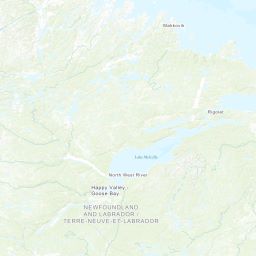 Makkovik
Rigolet
Lake Melville
North West River
Happy Valley
Goose Bay
NEWFOUNDLAND
AND LABRADOR /
TERRE-NEUVE-ET-LABRADOR